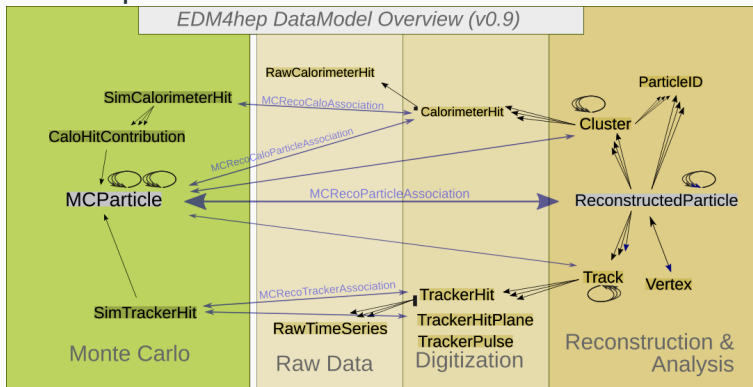 EDM4hep DataModel Overview (v0.9)
RawCalorimeterHit
ParticleID
SimCalorimeterHit
MCRecoCaloAssociation
CalorimeterHit
Cluster
CaloHitContribution
MCRecoCaloParticleAssociation
MCParticle
MCRecoParticleAssociation
ReconstructedParticle
Track
Vertex
MCRecoTrackerAssociation
TrackerHit
SimTrackerHit
RawTimeSeries
TrackerHitPlane
TrackerPulse
Monte Carlo
Raw Data
Digitization
Reconstruction &
Analysis